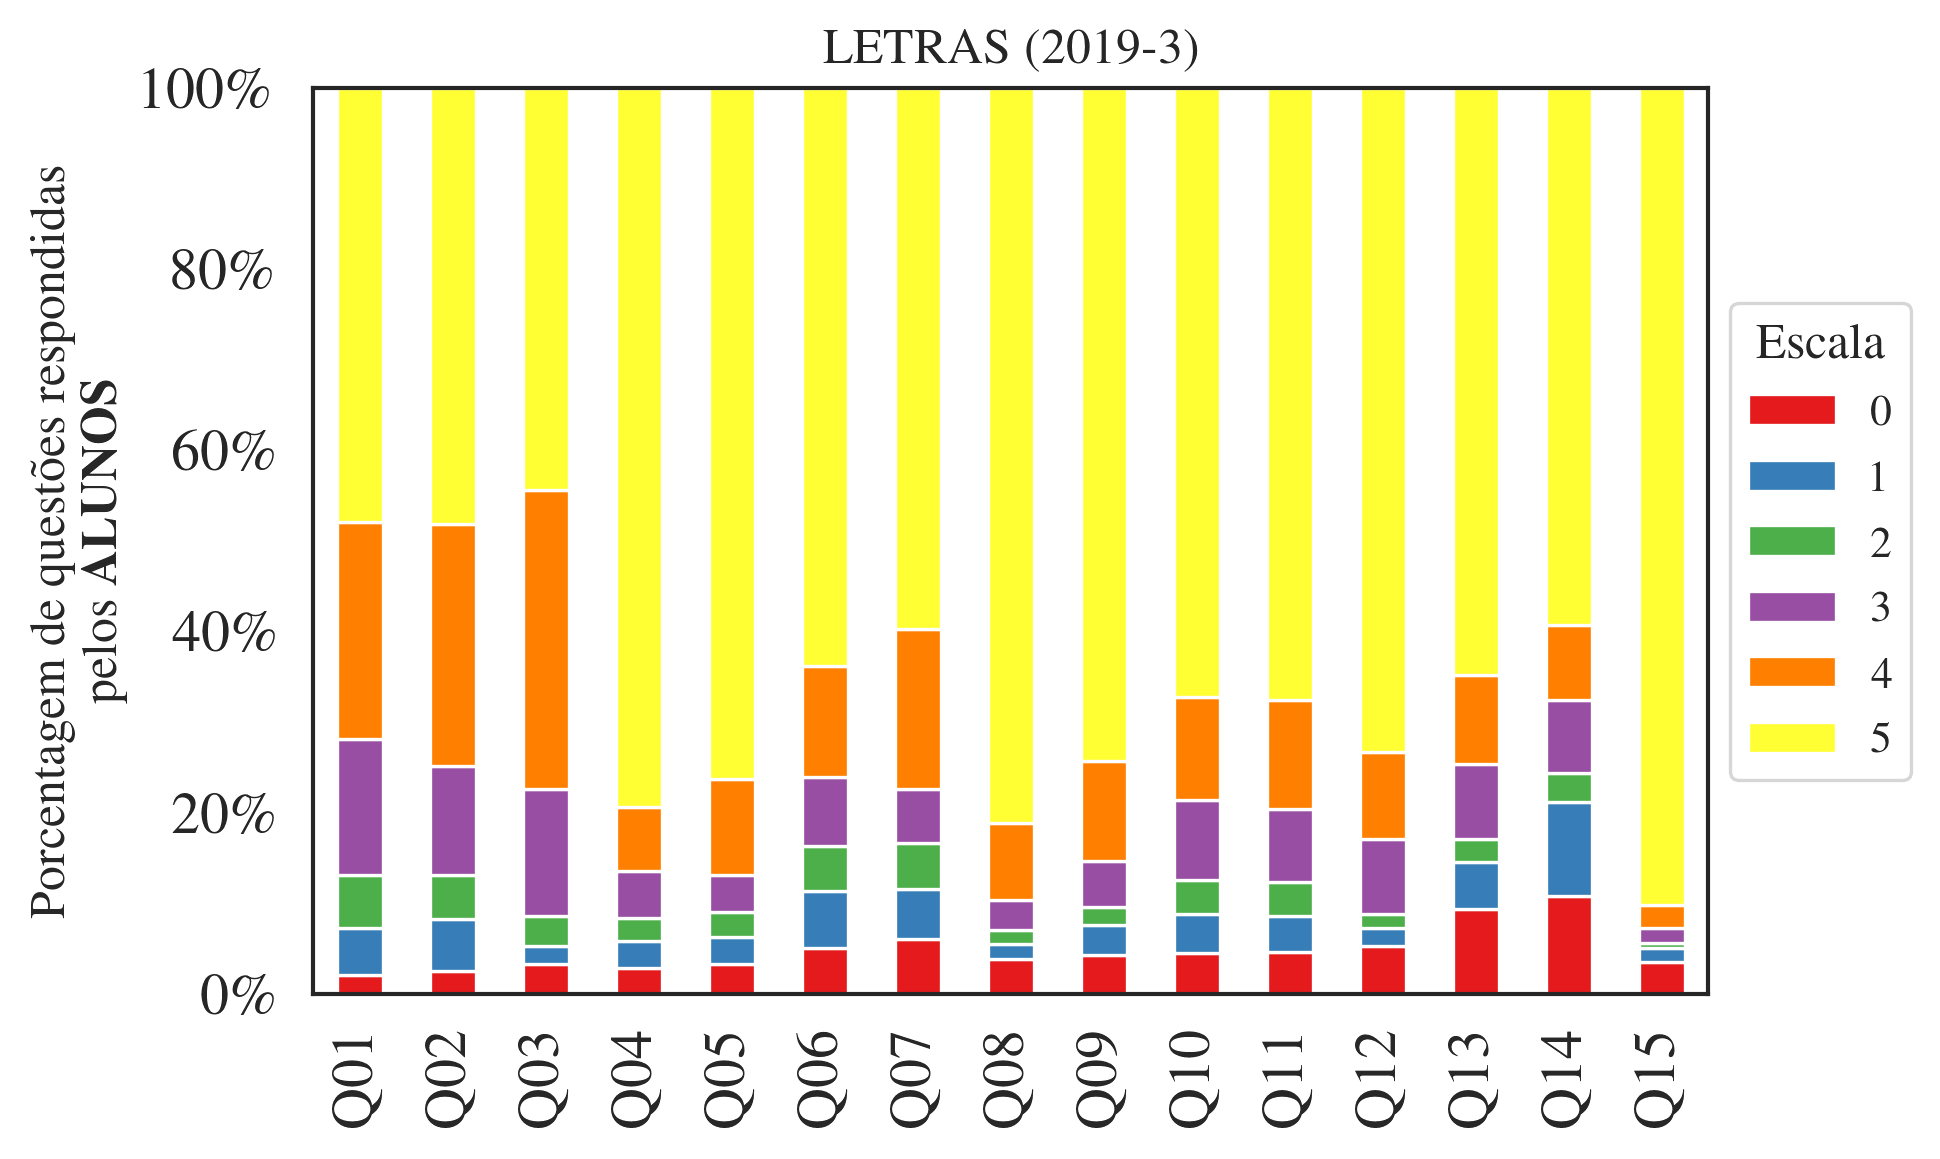 LETRAS (2019-3)
Porcentagem de questões respondidas
pelos ALUNOS
100%
80%
60%
40%
20%
0%
Q01
Q02
Q03
Q04
Q05
Q06
Q07
Q08
Q09
Q10
Q11
Q12
Q13
Q14
Q15
Escala
0
1
2
3
4
5